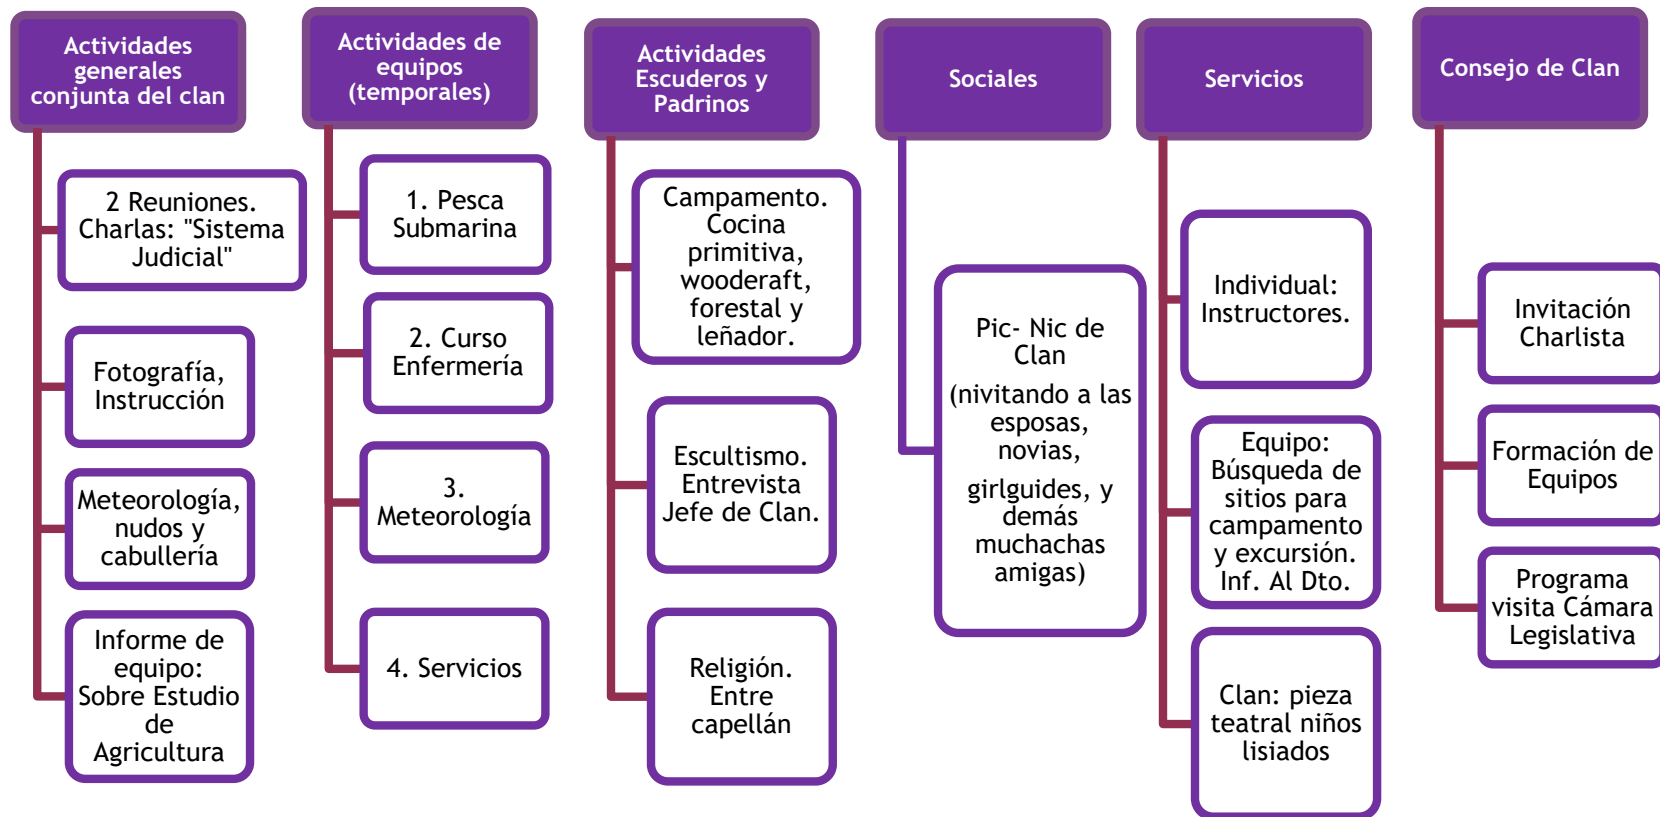 Actividades
generales
conjunta del clan
2 Reuniones.
Charlas: "Sistema
Judicial"
Fotografía,
Instrucción
Meteorología,
nudos y
cabullería
Informe de
equipo:
Sobre Estudio
de
Agricultura
Actividades de
equipos
(temporales)
1. Pesca
Submarina
2. Curso
Enfermería
3.
Meteorología
4. Servicios
Actividades
Escuderos y
Padrinos
Campamento.
Cocina
primitiva,
wooderaft,
forestal y
leñador.
Escultismo.
Entrevista
Jefe de Clan.
Religión.
Entre
capellán
Sociales
Pic- Nic de
Clan
(nivitando a las
esposas,
novias,
girlguides, y
demás
muchachas
amigas)
Servicios
Individual:
Instructores.
Equipo:
Búsqueda de
sitios para
campamento
y excursión.
Inf. Al Dto.
Clan: pieza
teatral niños
lisiados
Consejo de Clan
Invitación
Charlista
Formación de
Equipos
Programa
visita Cámara
Legislativa